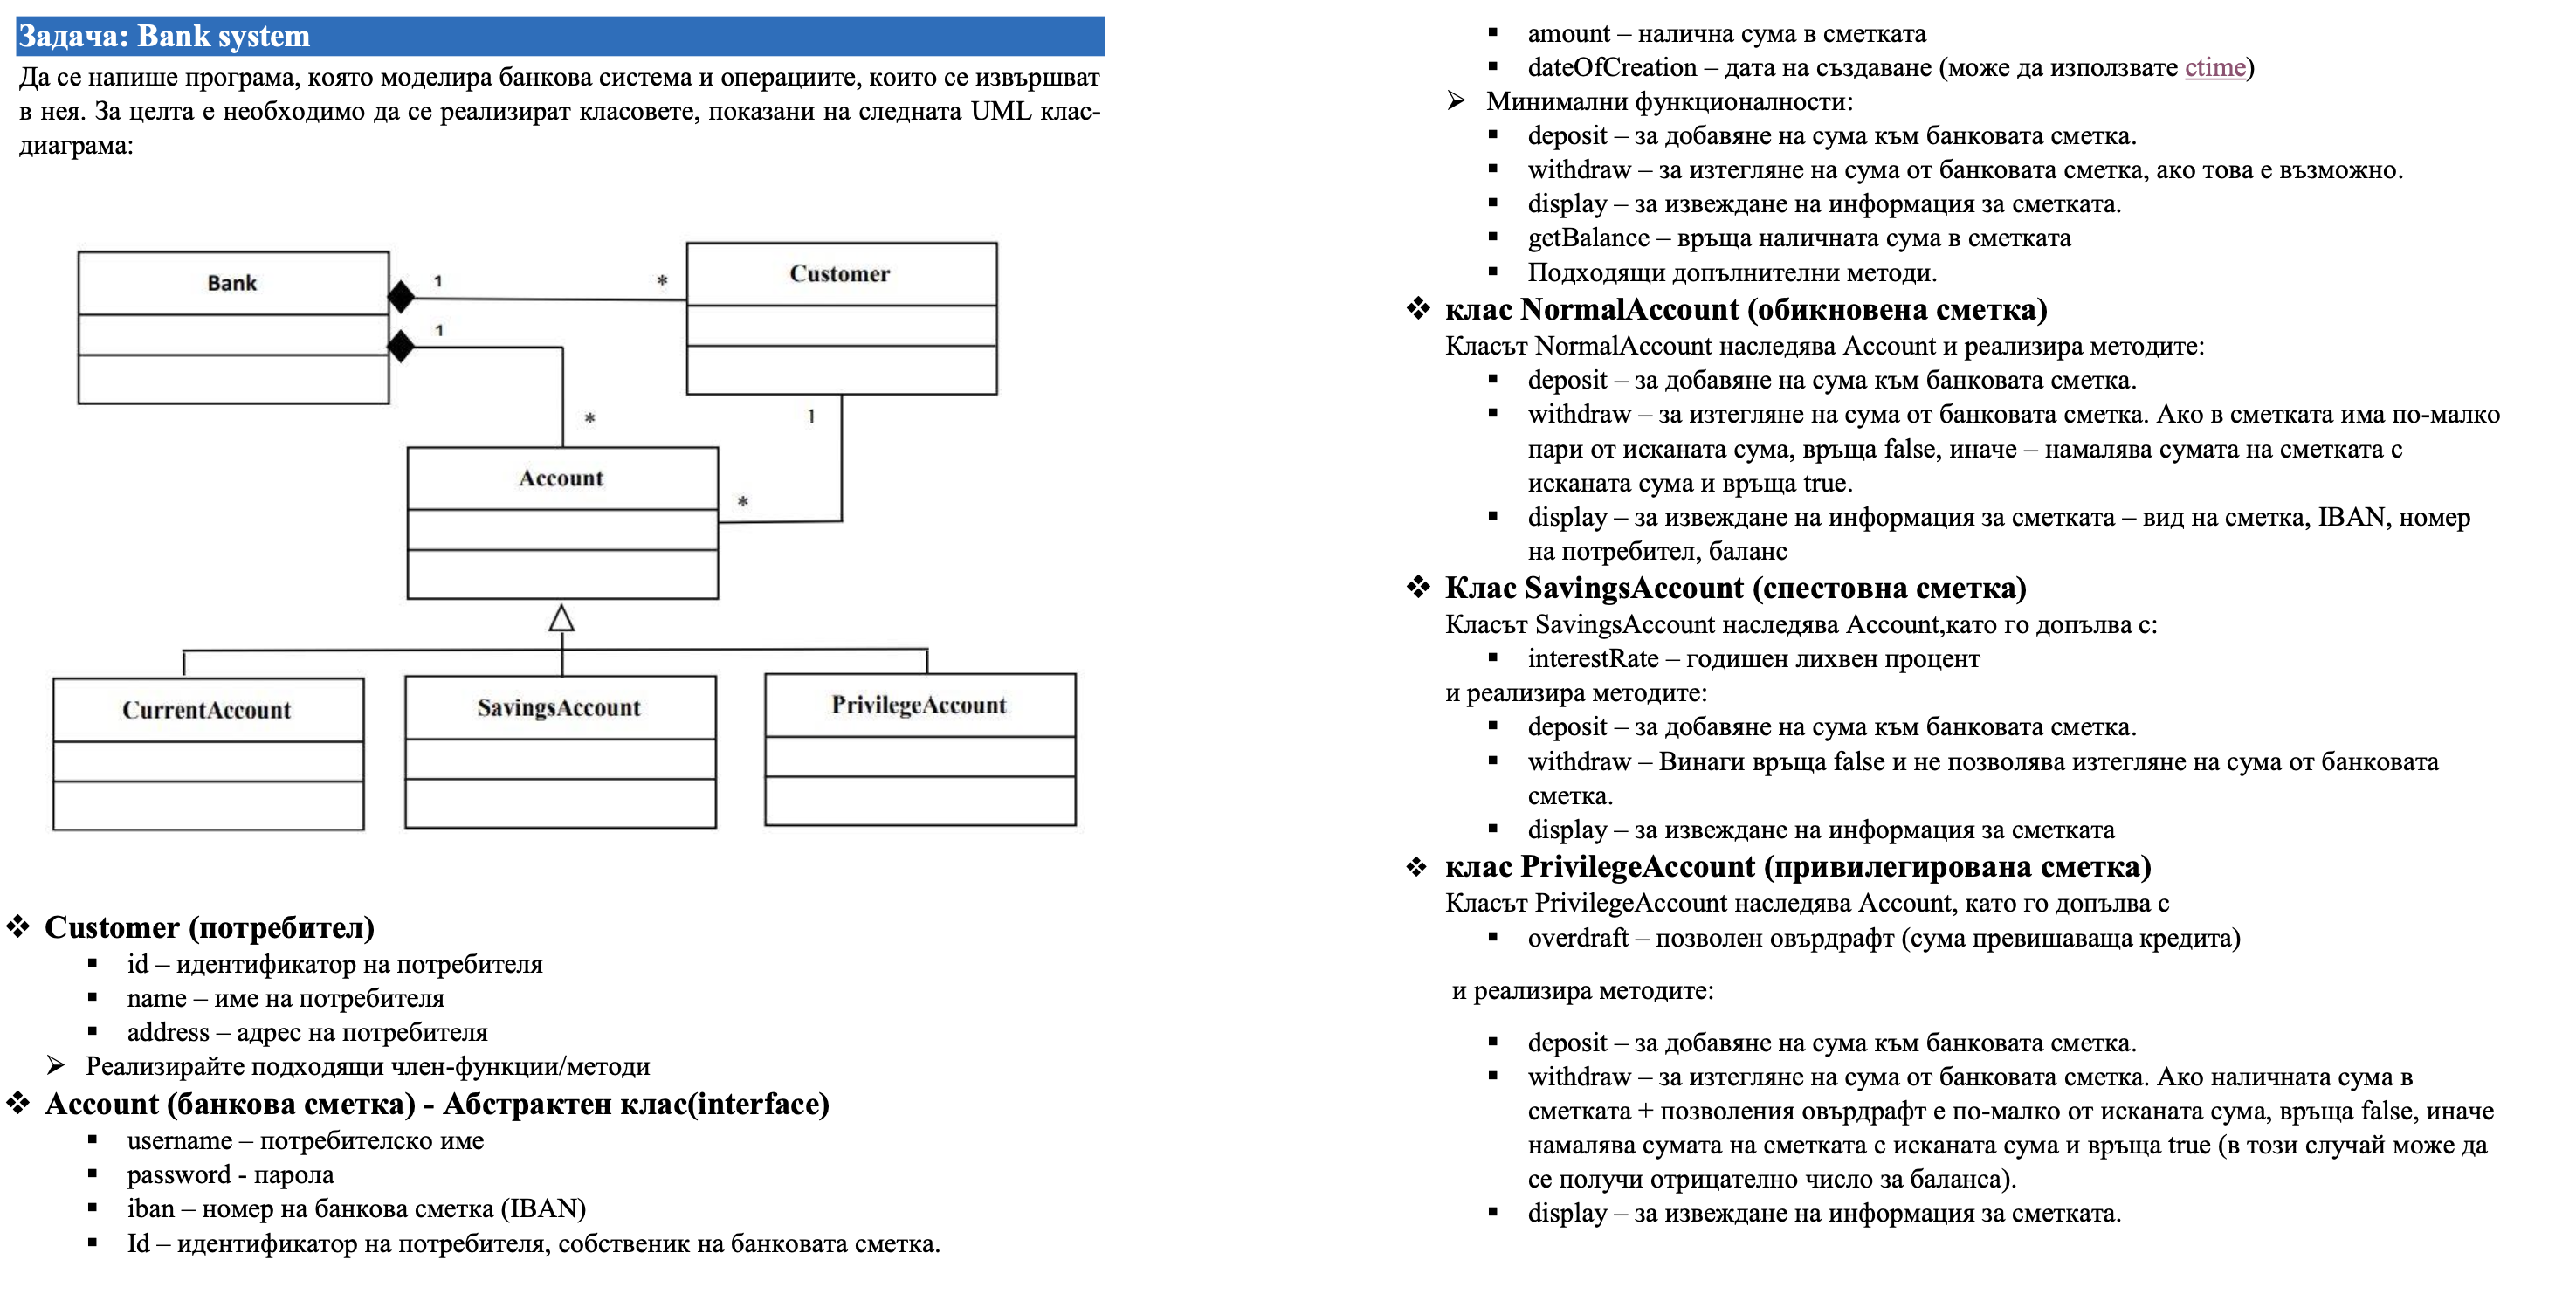 Задача: Bank system
Да се напише програма, която моделира банкова система и операциите, които се извършват
в нея. За целта е необходимо да се реализират класовете, показани на следната UML клас-
диаграма:
Bank
1
*
Customer
1
*
1
Account
*
CurrentAccount
SavingsAccount
PrivilegeAccount
❖ Customer (потребител)
▪ id – идентификатор на потребителя
▪ name – име на потребителя
▪ address – адрес на потребителя
➢ Реализирайте подходящи член-функции/методи
❖ Account (банкова сметка) - Абстрактен клас(interface)
▪ username – потребителско име
▪ password - парола
▪ iban – номер на банкова сметка (IBAN)
▪ Id – идентификатор на потребителя, собственик на банковата сметка.
▪ amount – налична сума в сметката
▪ dateOfCreation – дата на създаване (може да използвате ctime)
➢ Минимални функционалности:
▪ deposit – за добавяне на сума към банковата сметка.
▪ withdraw – за изтегляне на сума от банковата сметка, ако това е възможно.
▪ display – за извеждане на информация за сметката.
▪ getBalance – връща наличната сума в сметката
▪ Подходящи допълнителни методи.
❖ клас NormalAccount (обикновена сметка)
Класът NormalAccount наследява Account и реализира методите:
▪ deposit – за добавяне на сума към банковата сметка.
▪ withdraw – за изтегляне на сума от банковата сметка. Ако в сметката има по-малко
пари от исканата сума, връща false, иначе – намалява сумата на сметката с
исканата сума и връща true.
▪ display – за извеждане на информация за сметката – вид на сметка, IBAN, номер
на потребител, баланс
❖ Клас SavingsAccount (спестовна сметка)
Класът SavingsAccount наследява Account,като го допълва с:
▪ interestRate – годишен лихвен процент
и реализира методите:
▪ deposit – за добавяне на сума към банковата сметка.
▪ withdraw – Винаги връща false и не позволява изтегляне на сума от банковата
сметка.
▪ display – за извеждане на информация за сметката
❖ клас PrivilegeAccount (привилегирована сметка)
Класът PrivilegeAccount наследява Account, като го допълва с
▪ overdraft – позволен овърдрафт (сума превишаваща кредита)
и реализира методите:
▪ deposit – за добавяне на сума към банковата сметка.
▪ withdraw – за изтегляне на сума от банковата сметка. Ако наличната сума в
сметката + позволения овърдрафт е по-малко от исканата сума, връща false, иначе
намалява сумата на сметката с исканата сума и връща true (в този случай може да
се получи отрицателно число за баланса).
▪ display – за извеждане на информация за сметката.